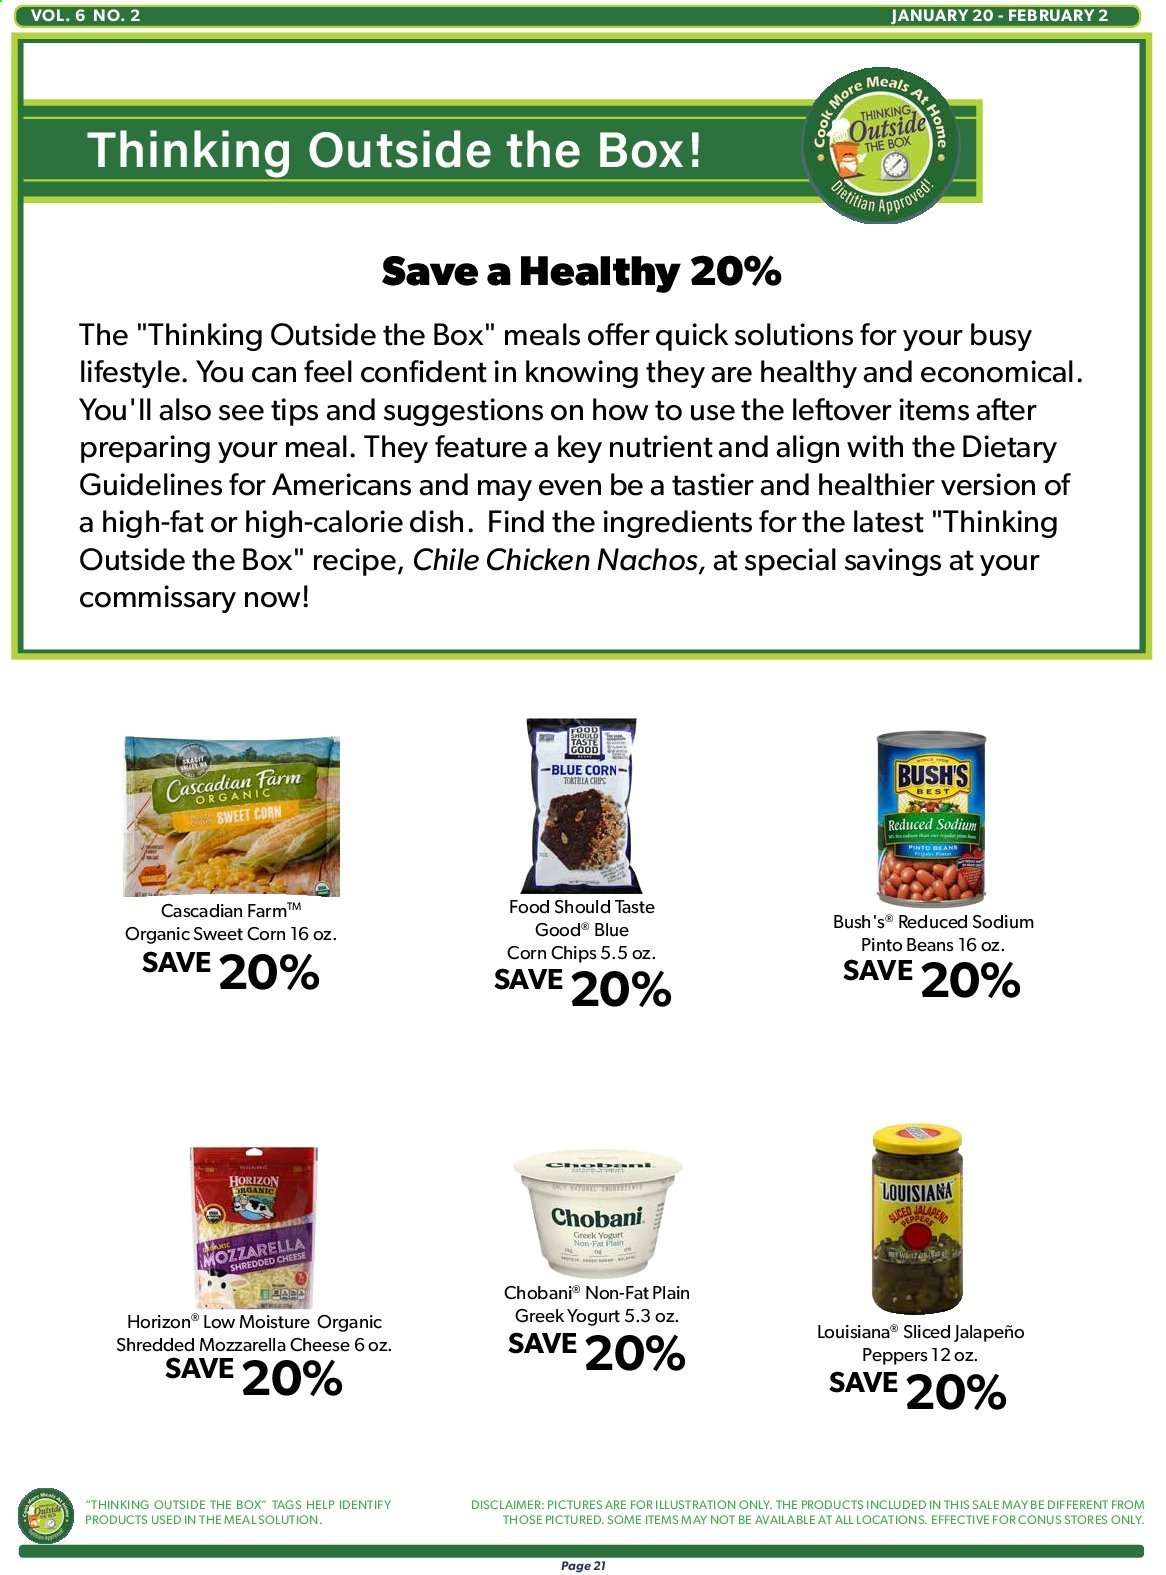 VOL. 6 NO. 2
JANUARY 20 - FEBRUARY 2
Thinking Outside the Box!
Cook More Meals At Home
THINKING
Outside
THE BOX
Dietitian Approved!
Save a Healthy 20%
The "Thinking Outside the Box" meals offer quick solutions for your busy
lifestyle. You can feel confident in knowing they are healthy and economical.
You'll also see tips and suggestions on how to use the leftover items after
preparing your meal. They feature a key nutrient and align with the Dietary
Guidelines for Americans and may even be a tastier and healthier version of
a high-fat or high-calorie dish. Find the ingredients for the latest "Thinking
Outside the Box" recipe, Chile Chicken Nachos, at special savings at your
commissary now!
Cascadian Farm
ORGANIC
SWEET CORN
Cascadian Farm™
Organic Sweet Corn 16 oz.
SAVE 20%
FOOD
SHOULD
TASTE
GOOD
BLUE CORN
TORTILLA CHIPS
Food Should Taste
Good® Blue
Corn Chips 5.5 oz.
SAVE 20%
BUSH'S
BEST
Reduced Sodium
PINTO BEANS
Bush's® Reduced Sodium
Pinto Beans 16 oz.
SAVE 20%
HORIZON
ORGANIC
ORGANIC
MOZZARELLA
SHREDDED CHEESE
Horizon® Low Moisture Organic
Shredded Mozzarella Cheese 6 oz.
SAVE 20%
Chobani
Chobani
Greek Yogurt
Non-Fat Plain
Chobani® Non-Fat Plain
Greek Yogurt 5.3 oz.
SAVE 20%
LOUISIANA
SLICED JALAPENO
PEPPERS
Louisiana® Sliced Jalapeño
Peppers 12 oz.
SAVE 20%
"THINKING OUTSIDE THE BOX" TAGS HELP IDENTIFY
PRODUCTS USED IN THE MEAL SOLUTION.
DISCLAIMER: PICTURES ARE FOR ILLUSTRATION ONLY. THE PRODUCTS INCLUDED IN THIS SALE MAY BE DIFFERENT FROM
THOSE PICTURED. SOME ITEMS MAY NOT BE AVAILABLE AT ALL LOCATIONS. EFFECTIVE FOR CONUS STORES ONLY.
Page 21